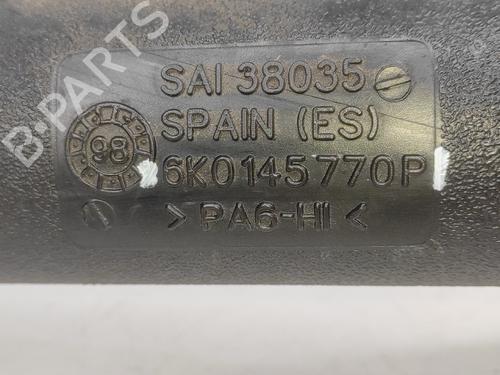 B-PARTS
SAI 38035
SPAIN (ES)
98
6K0145770P
> PA6-HI <